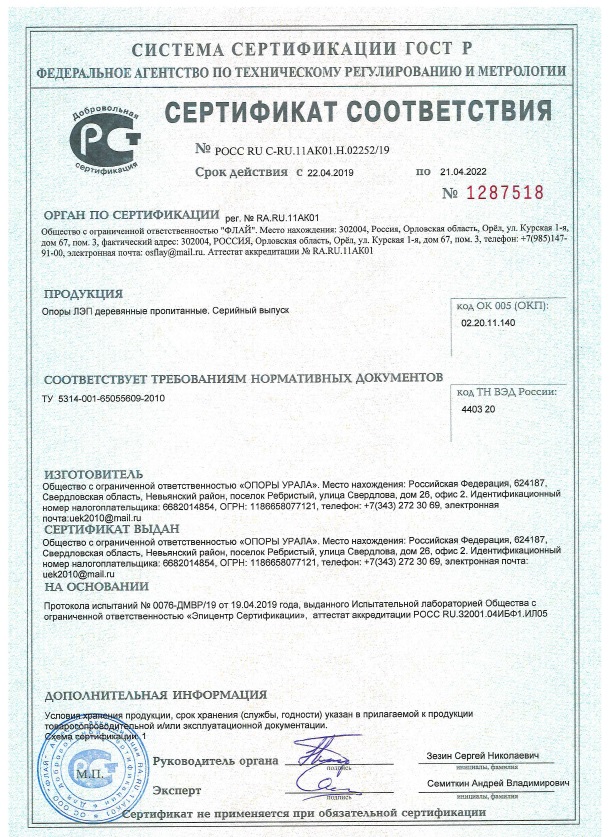 СИСТЕМА СЕРТИФИКАЦИИ ГОСТ Р
ФЕДЕРАЛЬНОЕ АГЕНТСТВО ПО ТЕХНИЧЕСКОМУ РЕГУЛИРОВАНИЮ И МЕТРОЛОГИИ
Добровольная
РСТ
сертификация
СЕРТИФИКАТ СООТВЕТСТВИЯ
№ РОСС RU C-RU.11АК01.Н.02252/19
Срок действия с 22.04.2019 по 21.04.2022
№ 1287518
ОРГАН ПО СЕРТИФИКАЦИИ рег. № RA.RU.11АК01
Общество с ограниченной ответственностью "ФЛАЙ". Место нахождения: 302004, Россия, Орловская область, Орёл, ул. Курская 1-я,
дом 67, пом. 3, фактический адрес: 302004, РОССИЯ, Орловская область, Орёл, ул. Курская 1-я, дом 67, пом. 3, телефон: +7(985)147-
91-00, электронная почта: osflay@mail.ru. Аттестат аккредитации № RA.RU.11АК01
ПРОДУКЦИЯ
Опоры ЛЭП деревянные пропитанные. Серийный выпуск
код ОК 005 (ОКП):
02.20.11.140
СООТВЕТСТВУЕТ ТРЕБОВАНИЯМ НОРМАТИВНЫХ ДОКУМЕНТОВ
ТУ 5314-001-65055609-2010
код ТН ВЭД России:
4403 20
ИЗГОТОВИТЕЛЬ
Общество с ограниченной ответственностью «ОПОРЫ УРАЛА». Место нахождения: Российская Федерация, 624187,
Свердловская область, Невьянский район, поселок Ребристый, улица Свердлова, дом 26, офис 2. Идентификационный
номер налогоплательщика: 6682014854, ОГРН: 1186658077121, телефон: +7(343) 272 30 69, электронная
почта:uek2010@mail.ru
СЕРТИФИКАТ ВЫДАН
Общество с ограниченной ответственностью «ОПОРЫ УРАЛА». Место нахождения: Российская Федерация, 624187,
Свердловская область, Невьянский район, поселок Ребристый, улица Свердлова, дом 26, офис 2. Идентификационный
номер налогоплательщика: 6682014854, ОГРН: 1186658077121, телефон: +7(343) 272 30 69, электронная почта:
uek2010@mail.ru
НА ОСНОВАНИИ
Протокола испытаний № 0076-ДМВР/19 от 19.04.2019 года, выданного Испытательной лабораторией Общества с
ограниченной ответственностью «Эпицентр Сертификации», аттестат аккредитации РОСС RU.32001.04ИБФ1.ИЛ05
ДОПОЛНИТЕЛЬНАЯ ИНФОРМАЦИЯ
Условия хранения продукции, срок хранения (службы, годности) указан в прилагаемой к продукции
товаросопроводительной и/или эксплуатационной документации.
Схема сертификации: 1
М.П.
Руководитель органа
подпись
Зезин Сергей Николаевич
инициалы, фамилия
Эксперт
подпись
Семиткин Андрей Владимирович
инициалы, фамилия
Сертификат не применяется при обязательной сертификации